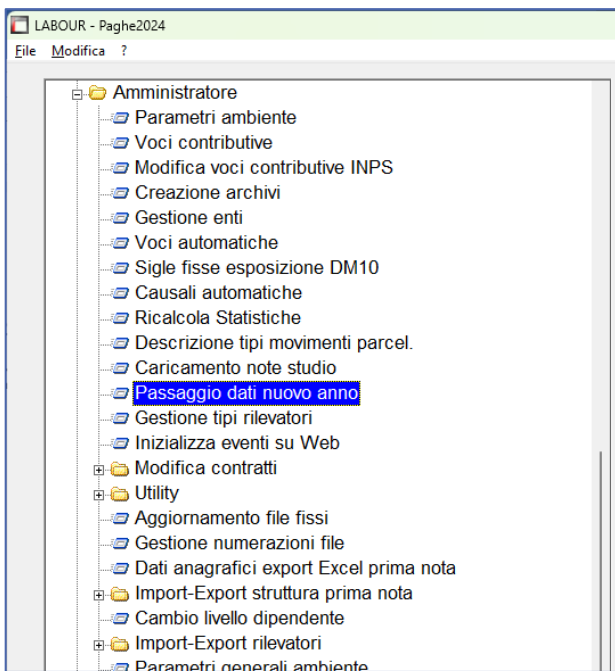 LABOUR - Paghe2024
File Modifica ?
Amministratore
Parametri ambiente
Voci contributive
Modifica voci contributive INPS
Creazione archivi
Gestione enti
Voci automatiche
Sigle fisse esposizione DM10
Causali automatiche
Ricalcola Statistiche
Descrizione tipi movimenti parcel.
Caricamento note studio
Passaggio dati nuovo anno
Gestione tipi rilevatori
Inizializza eventi su Web
Modifica contratti
Utility
Aggiornamento file fissi
Gestione numerazioni file
Dati anagrafici export Excel prima nota
Import-Export struttura prima nota
Cambio livello dipendente
Import-Export rilevatori
Parametri generali ambiente